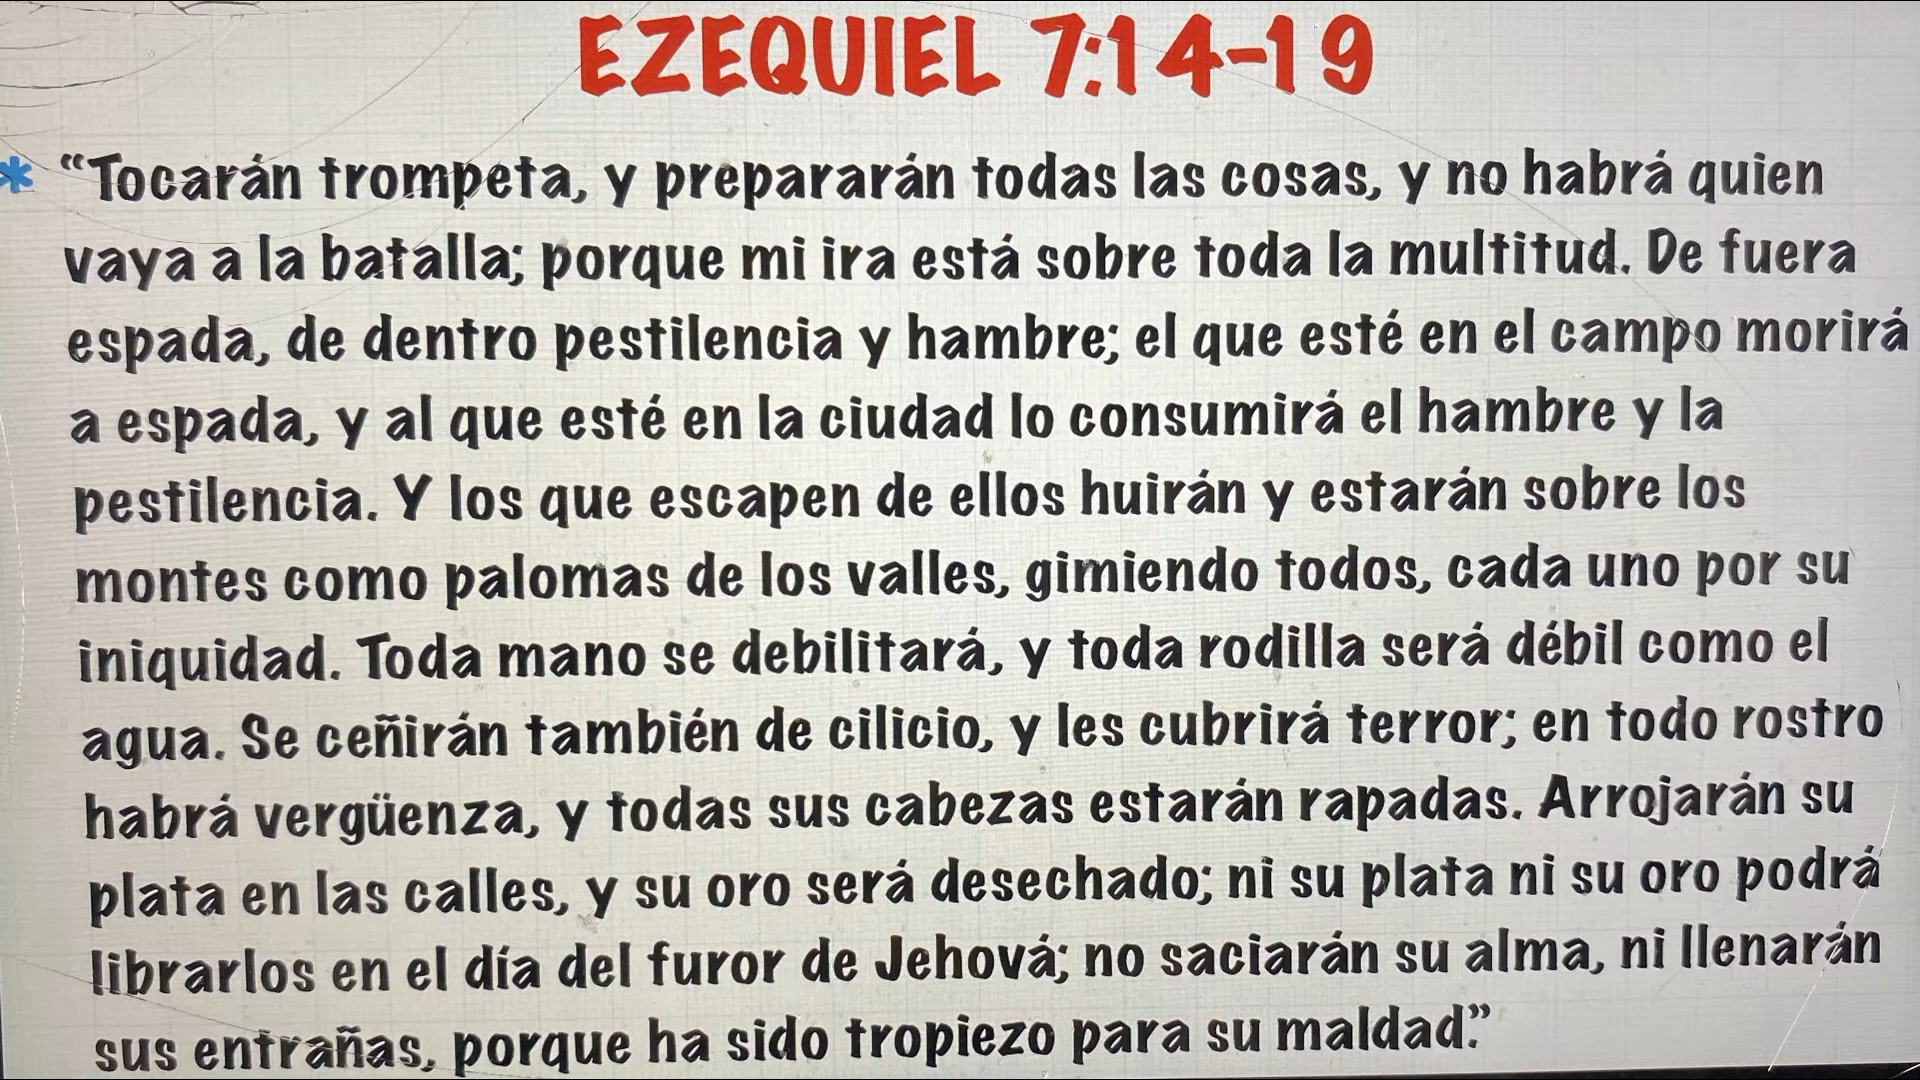 EZEQUIEL 7:14-19
* “Tocarán trompeta, y prepararán todas las cosas, y no habrá quien
vaya a la batalla; porque mi ira está sobre toda la multitud. De fuera
espada, de dentro pestilencia y hambre; el que esté en el campo morirá
a espada, y al que esté en la ciudad lo consumirá el hambre y la
pestilencia. Y los que escapen de ellos huirán y estarán sobre los
montes como palomas de los valles, gimiendo todos, cada uno por su
iniquidad. Toda mano se debilitará, y toda rodilla será débil como el
agua. Se ceñirán también de cilicio, y les cubrirá terror; en todo rostro
habrá vergüenza, y todas sus cabezas estarán rapadas. Arrojarán su
plata en las calles, y su oro será desechado; ni su plata ni su oro podrá
librarlos en el día del furor de Jehová; no saciarán su alma, ni llenarán
sus entrañas, porque ha sido tropiezo para su maldad.”